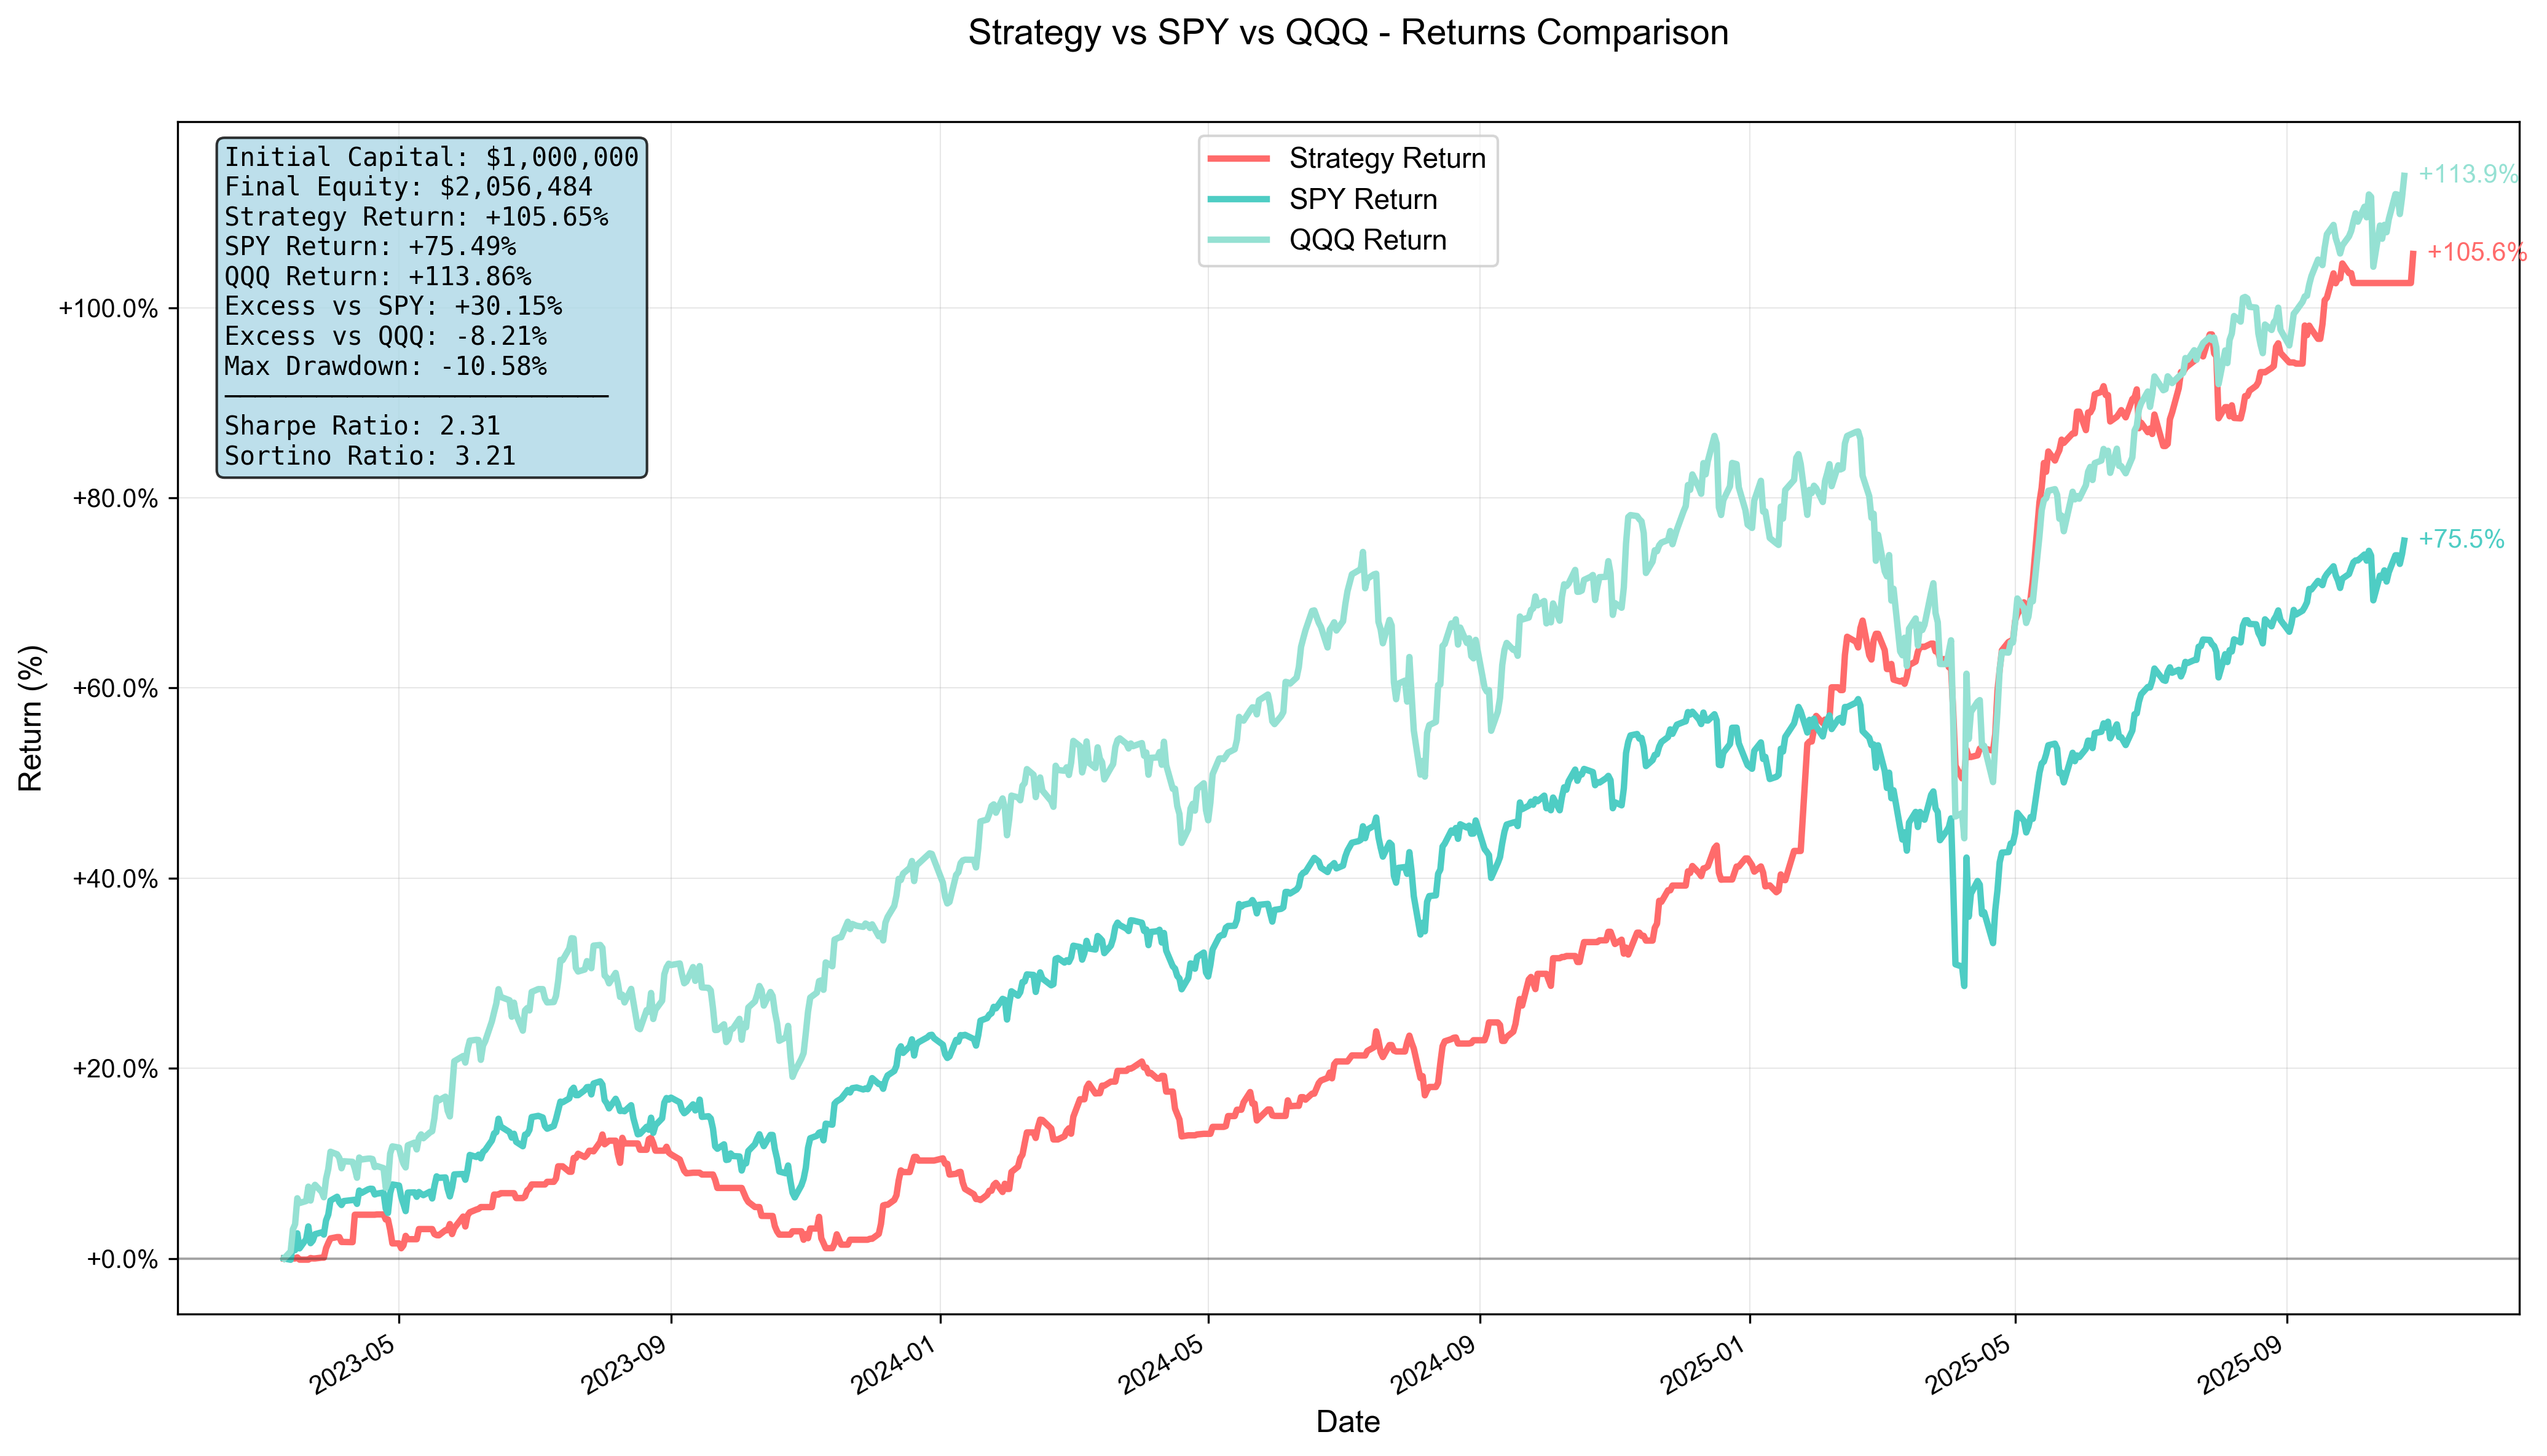 Strategy vs SPY vs QQQ - Returns Comparison
Initial Capital: $1,000,000
Final Equity: $2,056,484
Strategy Return: +105.65%
SPY Return: +75.49%
QQQ Return: +113.86%
Excess vs SPY: +30.15%
Excess vs QQQ: -8.21%
Max Drawdown: -10.58%
Sharpe Ratio: 2.31
Sortino Ratio: 3.21
Strategy Return
SPY Return
QQQ Return
+113.9%
+105.6%
+75.5%
Return (%)
+100.0%
+80.0%
+60.0%
+40.0%
+20.0%
+0.0%
2023-05
2023-09
2024-01
2024-05
2024-09
2025-01
2025-05
2025-09
Date